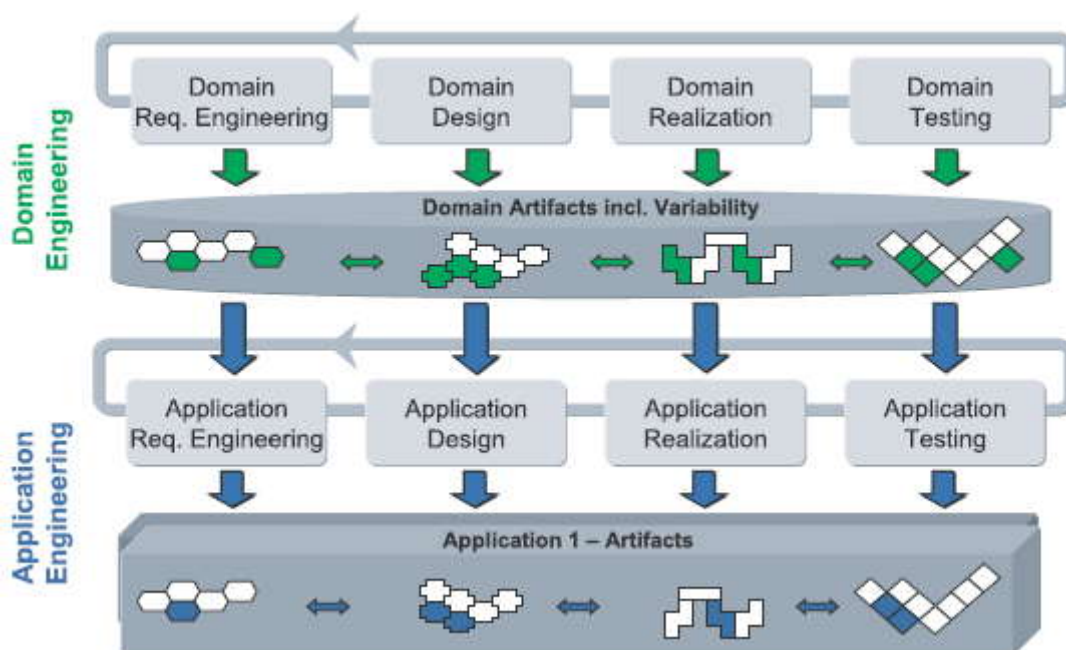 Domain
Engineering
Domain
Req. Engineering
Domain
Design
Domain
Realization
Domain
Testing
Domain Artifacts incl. Variability
Application
Engineering
Application
Req. Engineering
Application
Design
Application
Realization
Application
Testing
Application 1 – Artifacts